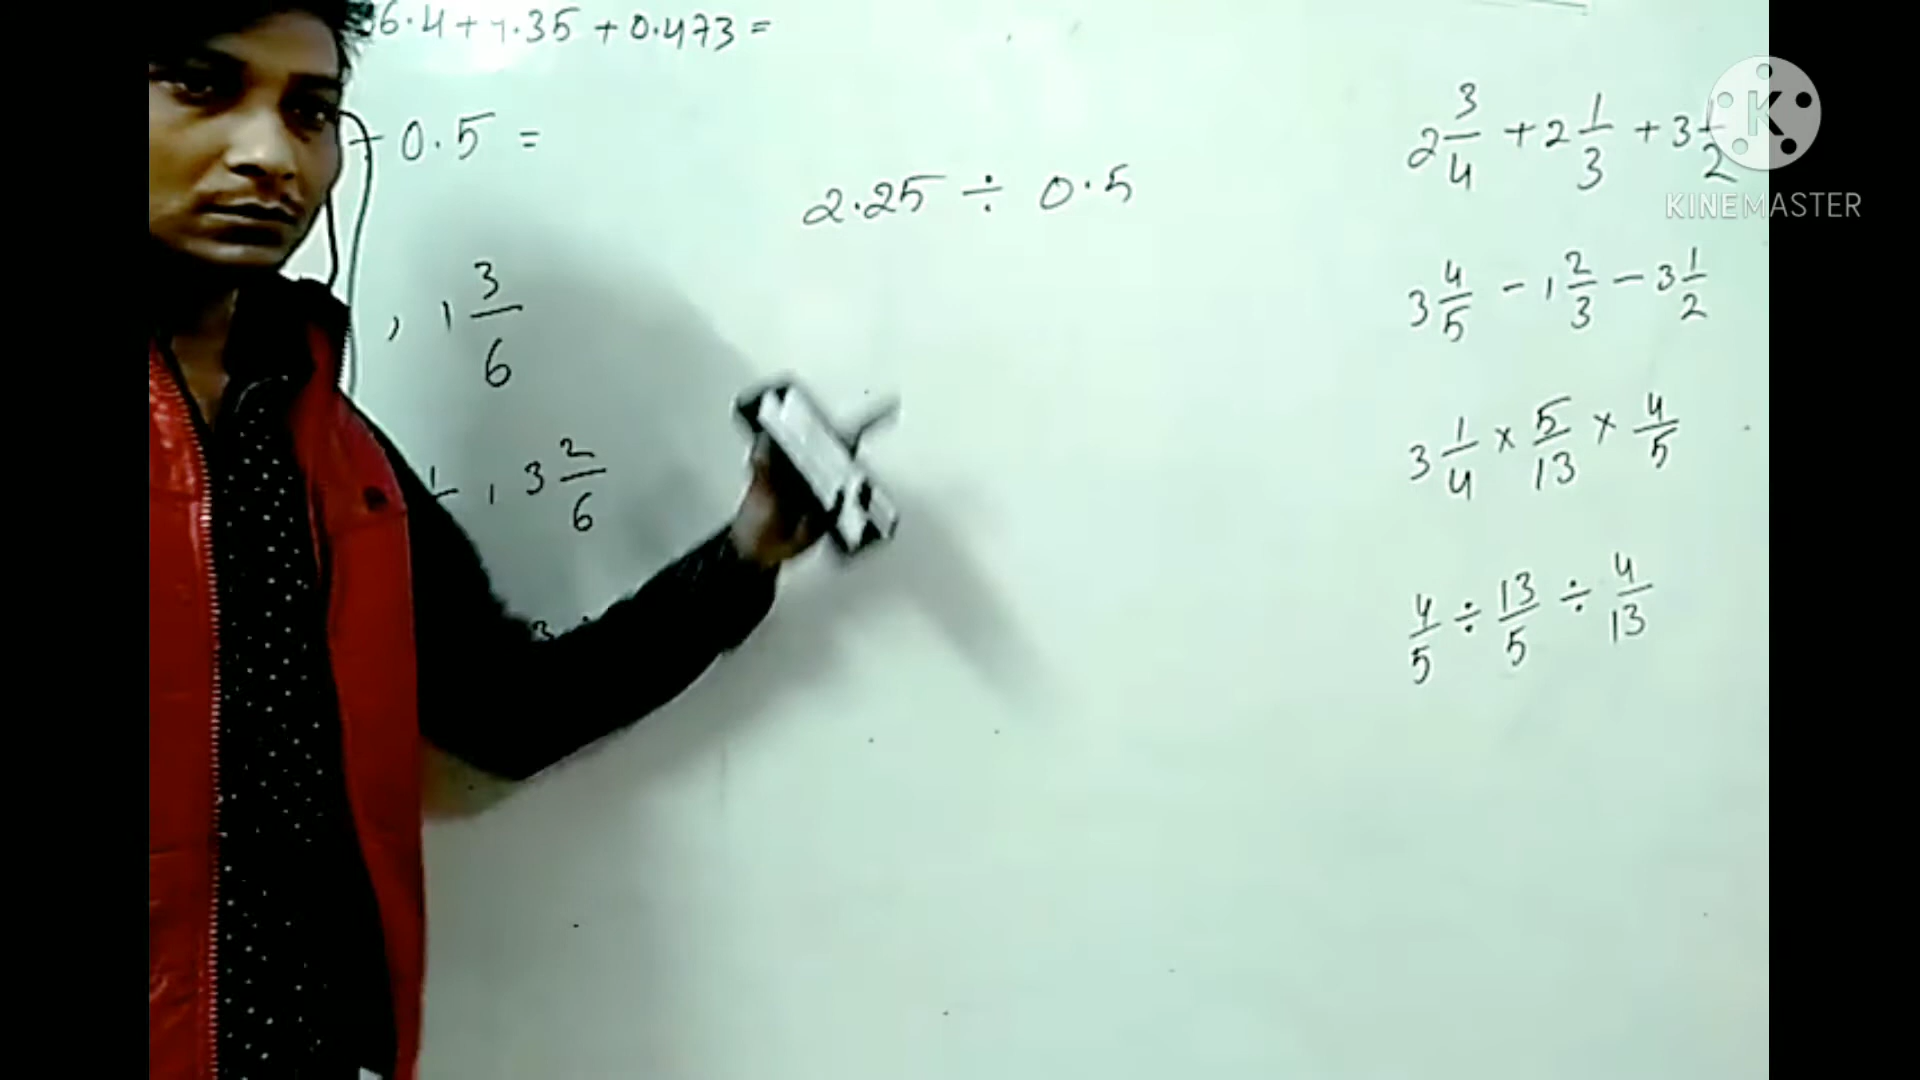 6.4 + 7.35 + 0.473 =
0.5 =
2.25 ÷ 0.5
, 1 3/6
, 3 2/6
2 3/4 + 2 1/3 + 3 1/2
3 4/5 - 1 2/3 - 3 1/2
3 1/4 × 5/13 × 4/5
4/5 ÷ 13/5 ÷ 4/13
K
KINEMASTER